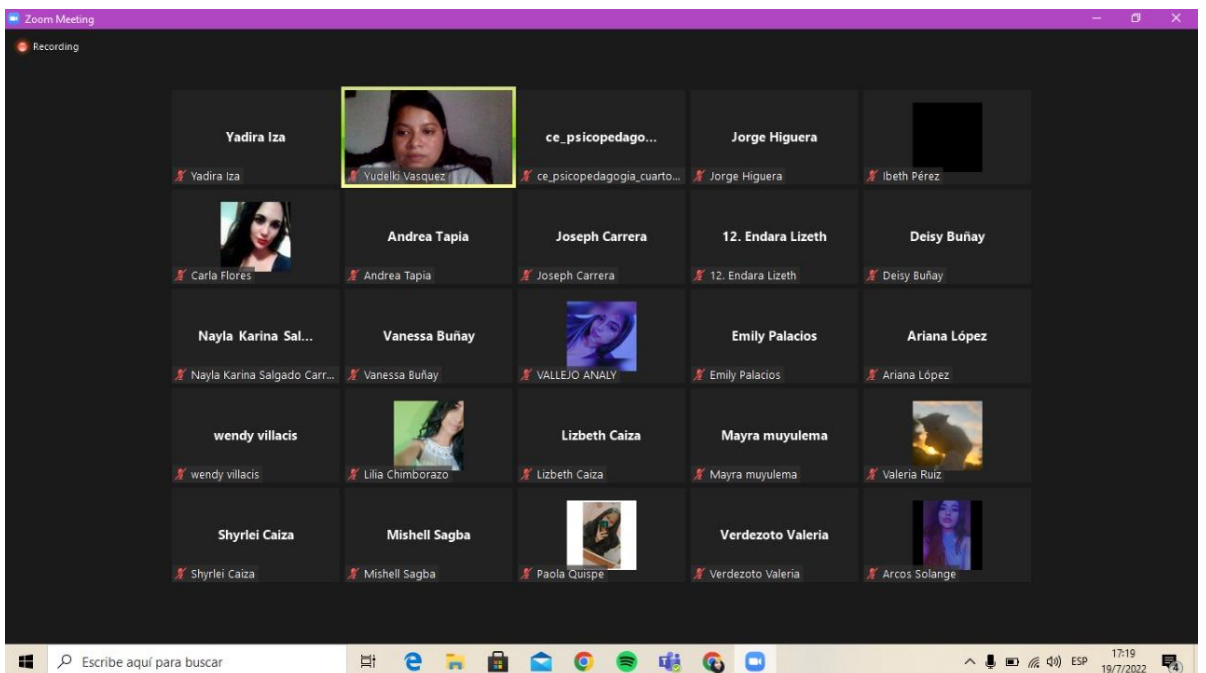 Zoom Meeting
Recording
Yadira Iza
ce_psicopedago...
Jorge Higuera
Yadira Iza
Yudelki Vasquez
ce_psicopedagogia_cuarto...
Jorge Higuera
Ibeth Pérez
Andrea Tapia
Joseph Carrera
12. Endara Lizeth
Deisy Buñay
Carla Flores
Andrea Tapia
Joseph Carrera
12. Endara Lizeth
Deisy Buñay
Nayla Karina Sal...
Vanessa Buñay
Emily Palacios
Ariana López
Nayla Karina Salgado Carr...
Vanessa Buñay
VALLEJO ANALY
Emily Palacios
Ariana López
wendy villacis
Lizbeth Caiza
Mayra muyulema
wendy villacis
Lilia Chimborazo
Lizbeth Caiza
Mayra muyulema
Valeria Ruiz
Shyrlei Caiza
Mishell Sagba
Verdezoto Valeria
Shyrlei Caiza
Mishell Sagba
Paola Quispe
Verdezoto Valeria
Arcos Solange
Escribe aquí para buscar
ESP
17:19
19/7/2022
4